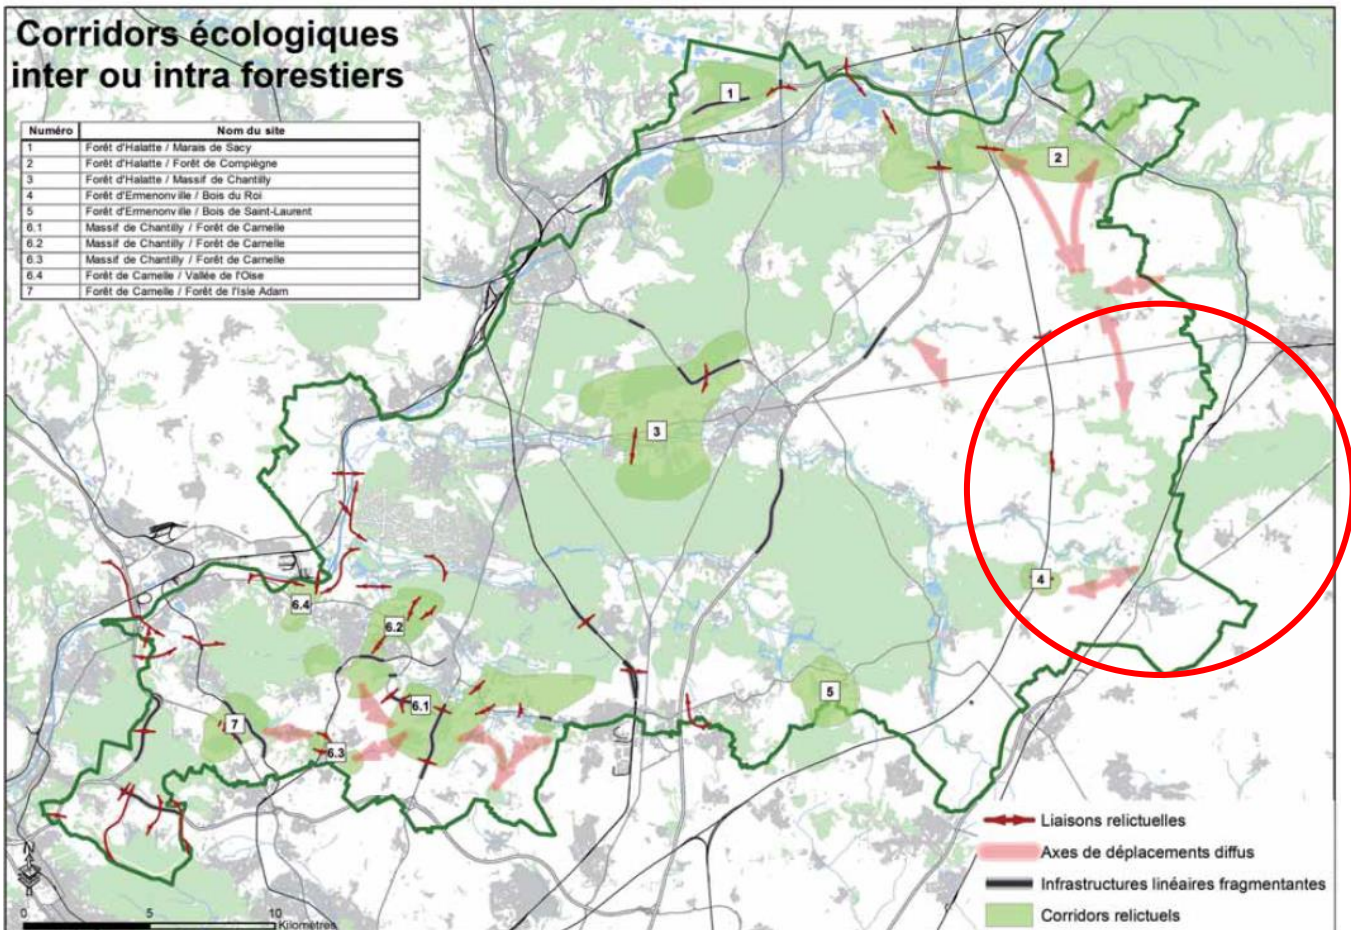 Corridors écologiques
inter ou intra forestiers
Numéro Nom du site
1 Forêt d'Halatte / Marais de Sacy
2 Forêt d'Halatte / Forêt de Compiègne
3 Forêt d'Halatte / Massif de Chantilly
4 Forêt d'Ermenonville / Bois du Roi
5 Forêt d'Ermenonville / Bois de Saint-Laurent
6.1 Massif de Chantilly / Forêt de Carnelle
6.2 Massif de Chantilly / Forêt de Carnelle
6.3 Massif de Chantilly / Forêt de Carnelle
6.4 Forêt de Carnelle / Vallée de l'Oise
7 Forêt de Carnelle / Forêt de l'Isle Adam
1
2
3
4
6.4
6.2
5
6.1
7
6.3
Liaisons relictuelles
Axes de déplacements diffus
Infrastructures linéaires fragmentantes
Corridors relictuels
N
0 5 10
Kilomètres